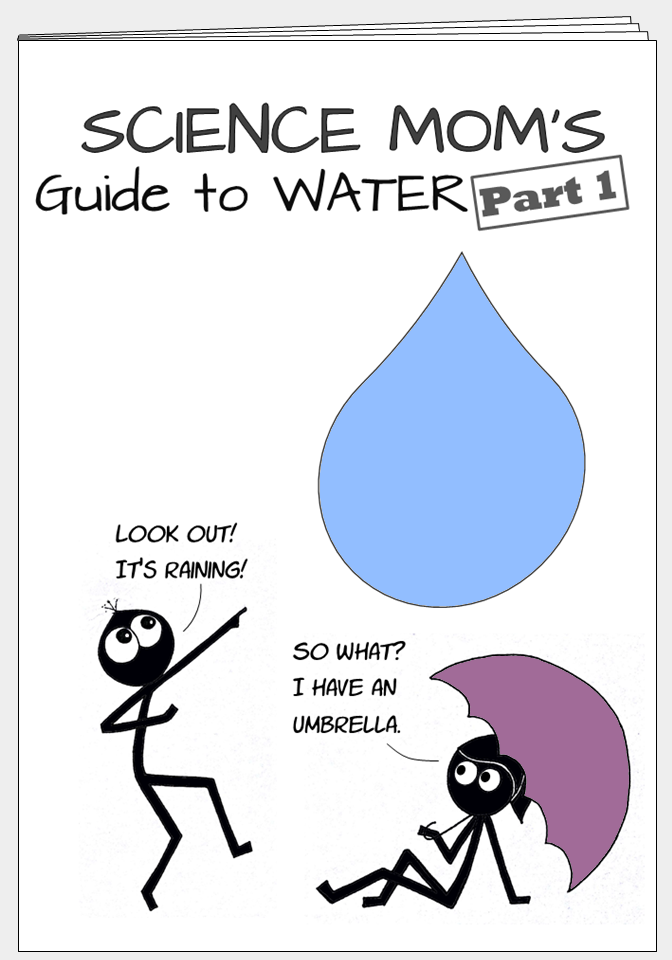 SCIENCE MOM'S
Guide to WATER Part 1
LOOK OUT!
IT'S RAINING!
SO WHAT?
I HAVE AN
UMBRELLA.